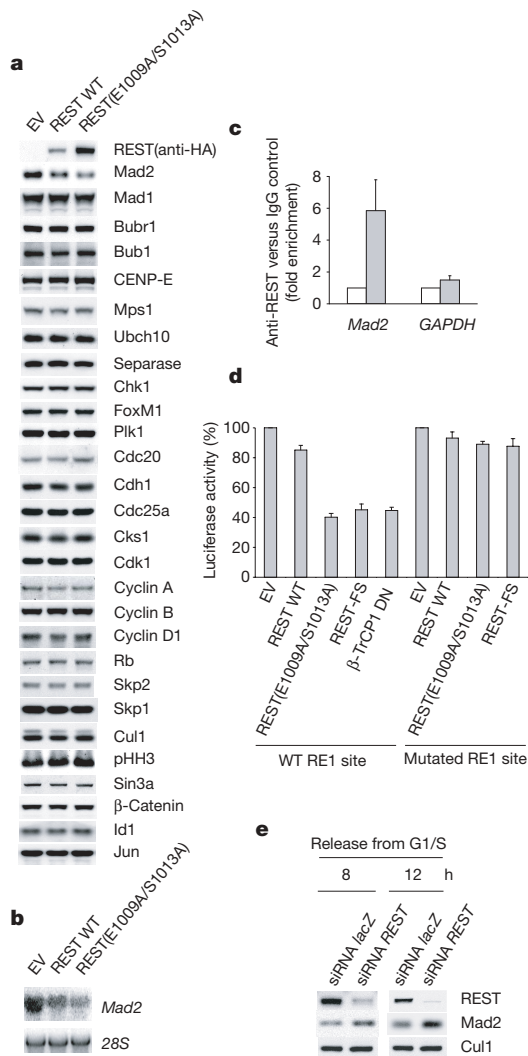 a
EV
REST WT
REST(E1009A/S1013A)
REST(anti-HA)
Mad2
Mad1
Bubr1
Bub1
CENP-E
Mps1
Ubch10
Separase
Chk1
FoxM1
Plk1
Cdc20
Cdh1
Cdc25a
Cks1
Cdk1
Cyclin A
Cyclin B
Cyclin D1
Rb
Skp2
Skp1
Cul1
pHH3
Sin3a
β-Catenin
Id1
Jun
b
EV
REST WT
REST(E1009A/S1013A)
Mad2
28S
c
Anti-REST versus IgG control
(fold enrichment)
8
6
4
2
0
Mad2
GAPDH
d
Luciferase activity (%)
100
80
60
40
20
0
EV
REST WT
REST(E1009A/S1013A)
REST-FS
β-TrCP1 DN
EV
REST WT
REST(E1009A/S1013A)
REST-FS
WT RE1 site
Mutated RE1 site
e
Release from G1/S
8
12
h
siRNA lacZ
siRNA REST
siRNA lacZ
siRNA REST
REST
Mad2
Cul1